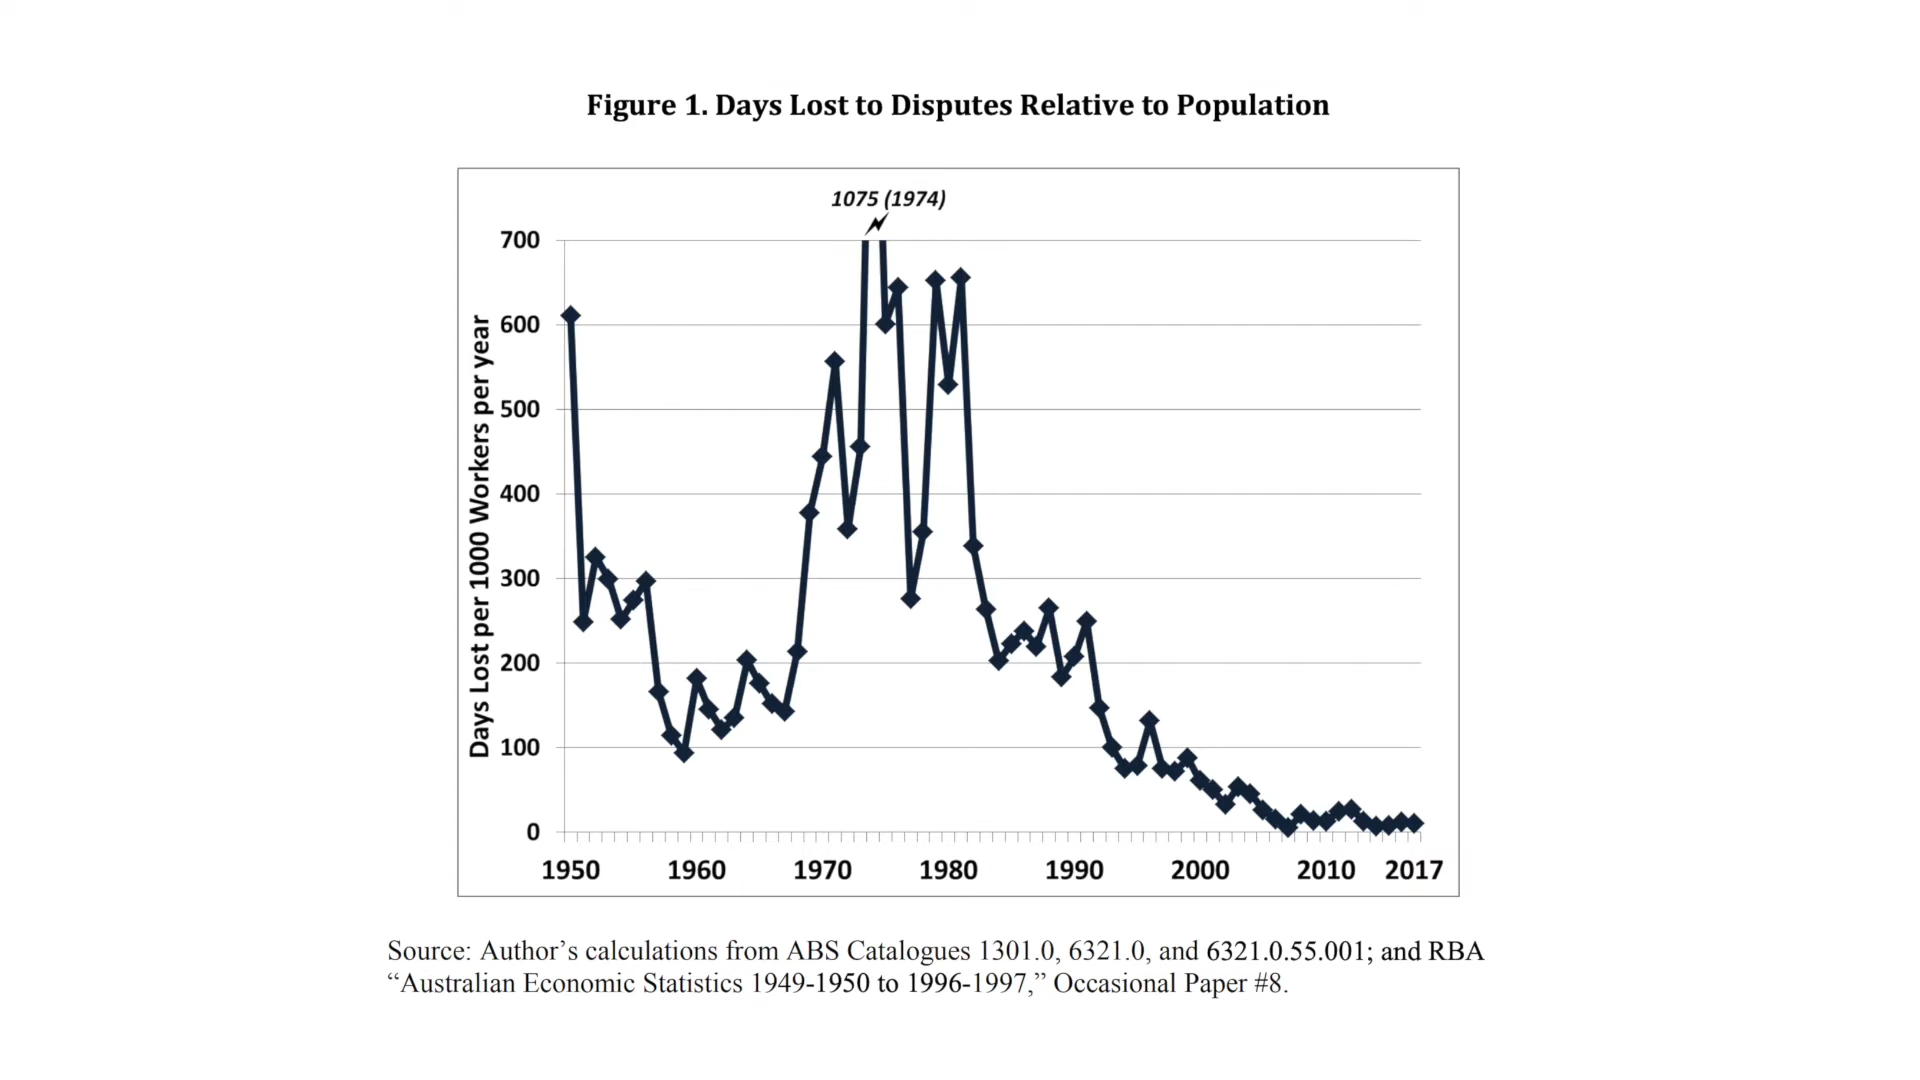 Figure 1. Days Lost to Disputes Relative to Population
1075 (1974)
Days Lost per 1000 Workers per year
700
600
500
400
300
200
100
0
1950 1960 1970 1980 1990 2000 2010 2017
Source: Author’s calculations from ABS Catalogues 1301.0, 6321.0, and 6321.0.55.001; and RBA
“Australian Economic Statistics 1949-1950 to 1996-1997,” Occasional Paper #8.